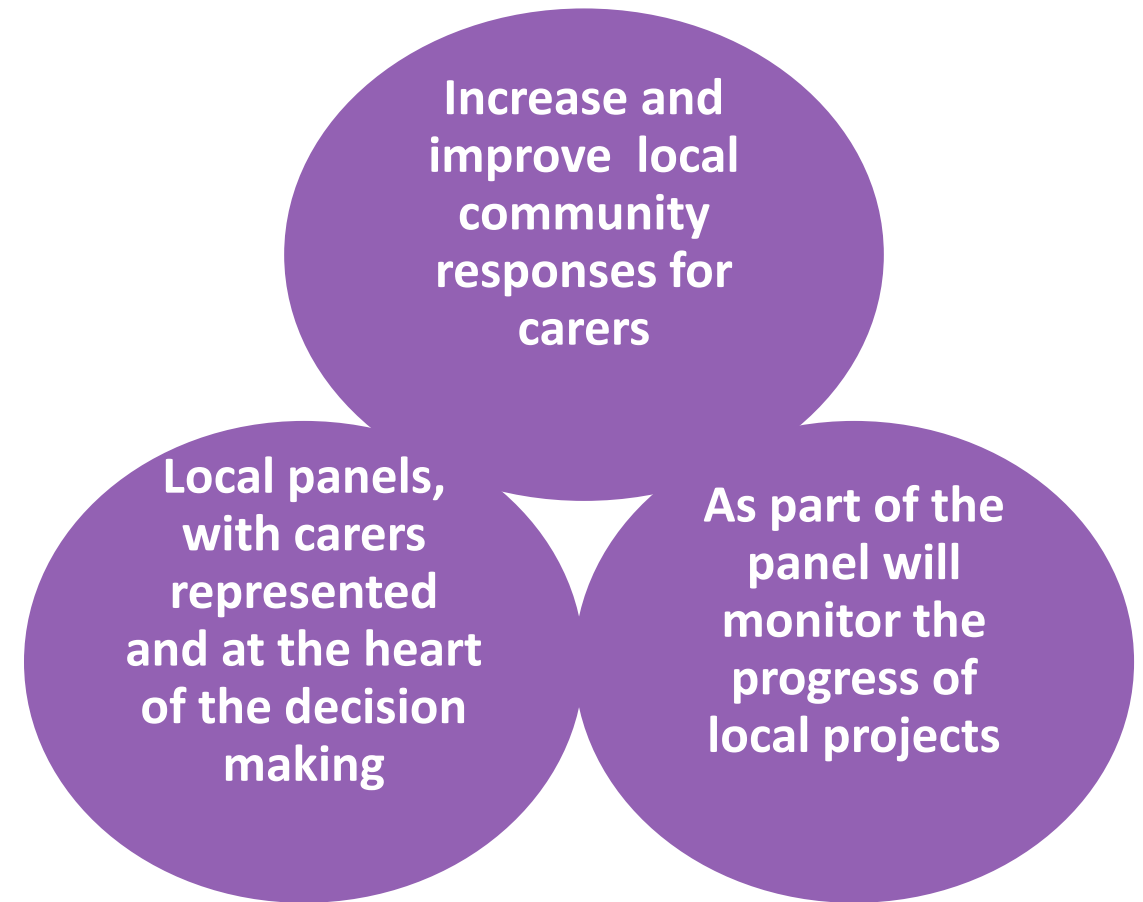 Increase and
improve  local
community
responses for
carers
Local panels,
with carers
represented
and at the heart
of the decision
making
As part of the
panel will
monitor the
progress of
local projects